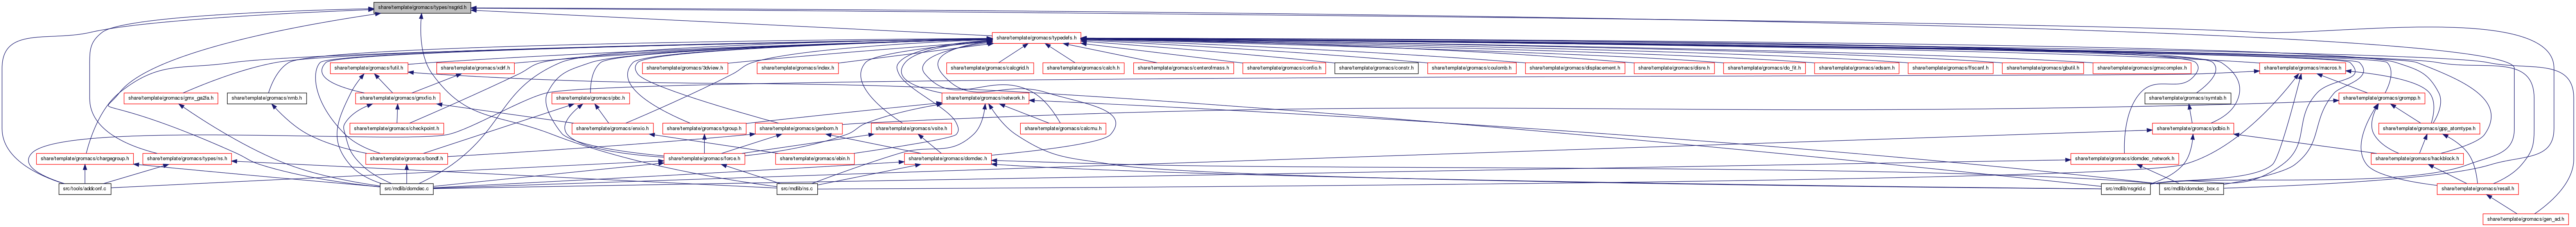 share/template/gromacs/types/nsgrid.h
share/template/gromacs/typedefs.h
share/template/gromacs/futil.h
share/template/gromacs/xdrf.h
share/template/gromacs/3dview.h
share/template/gromacs/index.h
share/template/gromacs/calcgrid.h
share/template/gromacs/calch.h
share/template/gromacs/centerofmass.h
share/template/gromacs/confio.h
share/template/gromacs/constr.h
share/template/gromacs/coulomb.h
share/template/gromacs/displacement.h
share/template/gromacs/disre.h
share/template/gromacs/do_fit.h
share/template/gromacs/edsam.h
share/template/gromacs/ffscanf.h
share/template/gromacs/gbutil.h
share/template/gromacs/gmxcomplex.h
share/template/gromacs/macros.h
share/template/gromacs/gmx_ga2la.h
share/template/gromacs/nrnb.h
share/template/gromacs/gmxfio.h
share/template/gromacs/pbc.h
share/template/gromacs/network.h
share/template/gromacs/symtab.h
share/template/gromacs/grompp.h
share/template/gromacs/checkpoint.h
share/template/gromacs/enxio.h
share/template/gromacs/tgroup.h
share/template/gromacs/genborn.h
share/template/gromacs/vsite.h
share/template/gromacs/calcmu.h
share/template/gromacs/pdbio.h
share/template/gromacs/gpp_atomtype.h
share/template/gromacs/chargegroup.h
share/template/gromacs/types/ns.h
share/template/gromacs/bondf.h
share/template/gromacs/force.h
share/template/gromacs/ebin.h
share/template/gromacs/domdec.h
share/template/gromacs/domdec_network.h
share/template/gromacs/hackblock.h
src/tools/addconf.c
src/mdlib/domdec.c
src/mdlib/ns.c
src/mdlib/nsgrid.c
src/mdlib/domdec_box.c
share/template/gromacs/resall.h
share/template/gromacs/gen_ad.h